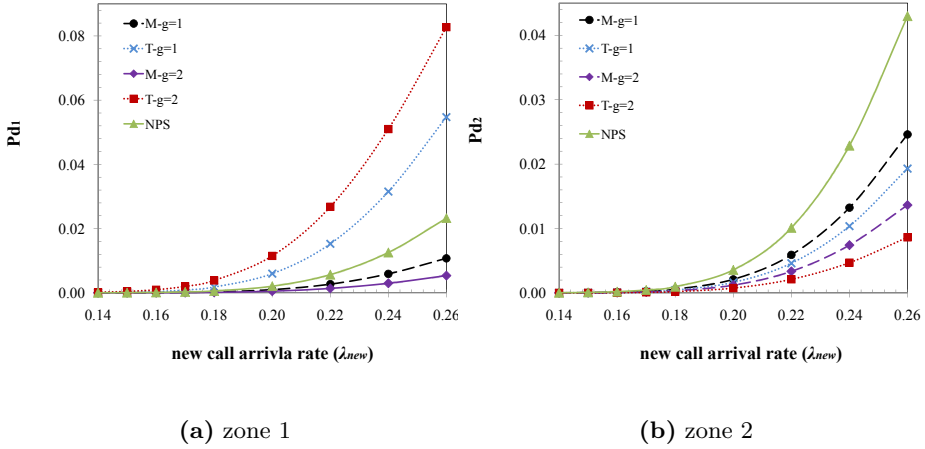 M-g=1
T-g=1
M-g=2
T-g=2
NPS
Pd1
0.08
0.06
0.04
0.02
0.00
0.14 0.16 0.18 0.20 0.22 0.24 0.26
new call arrivla rate (λnew)
(a) zone 1
M-g=1
T-g=1
M-g=2
T-g=2
NPS
Pd2
0.04
0.03
0.02
0.01
0.00
0.14 0.16 0.18 0.20 0.22 0.24 0.26
new call arrival rate (λnew)
(b) zone 2